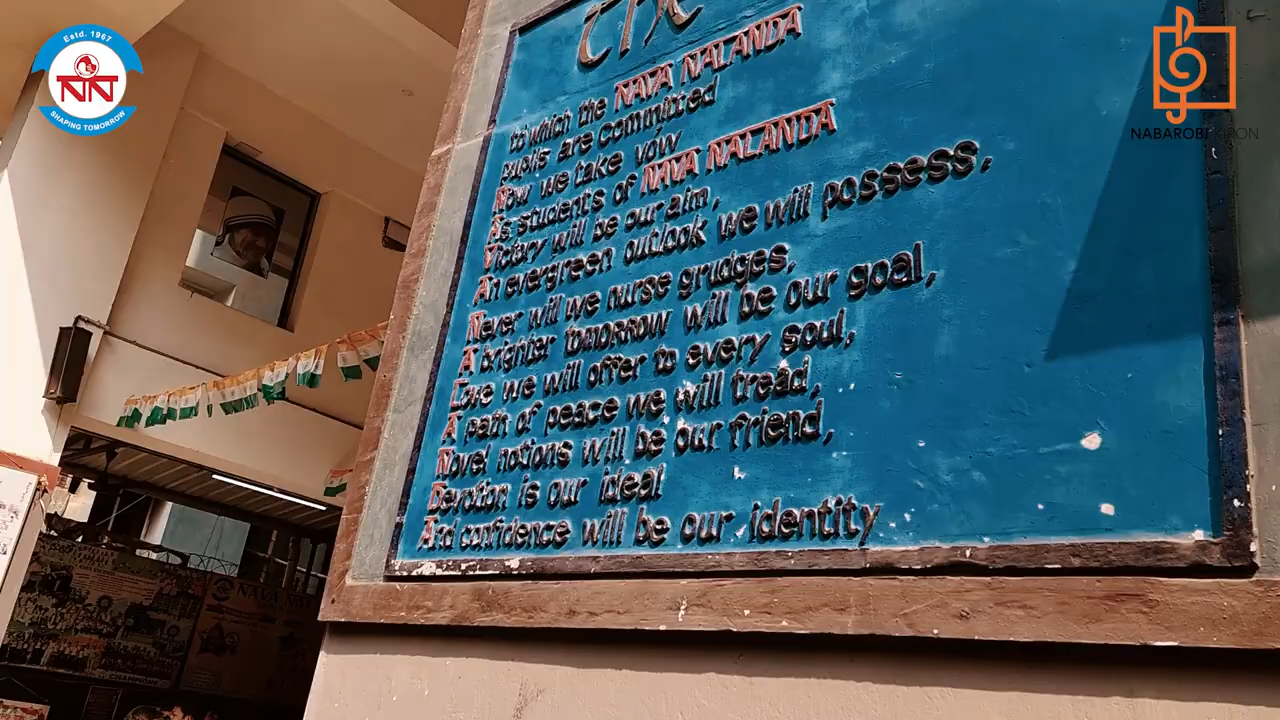 Estd. 1967
NN
SHAPING TOMORROW
NABAROBI KIRON
to which the NAVA NALANDA
pupils are committed
Now we take vow
As students of NAVA NALANDA
Victory will be our aim,
An evergreen outlook we will possess,
Never will we nurse grudges,
A brighter tomorrow will be our goal,
Love we will offer to every soul,
A path of peace we will tread,
Novel notions will be our friend,
Devotion is our ideal
And confidence will be our identity
NAVA
CHAMPIONS